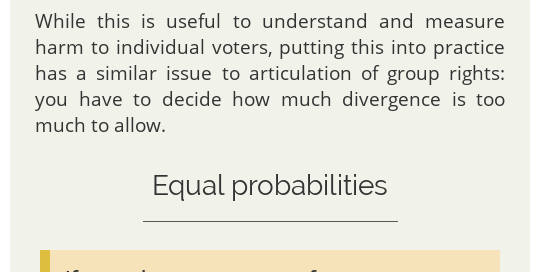 While this is useful to understand and measure
harm to individual voters, putting this into practice
has a similar issue to articulation of group rights:
you have to decide how much divergence is too
much to allow.
Equal probabilities